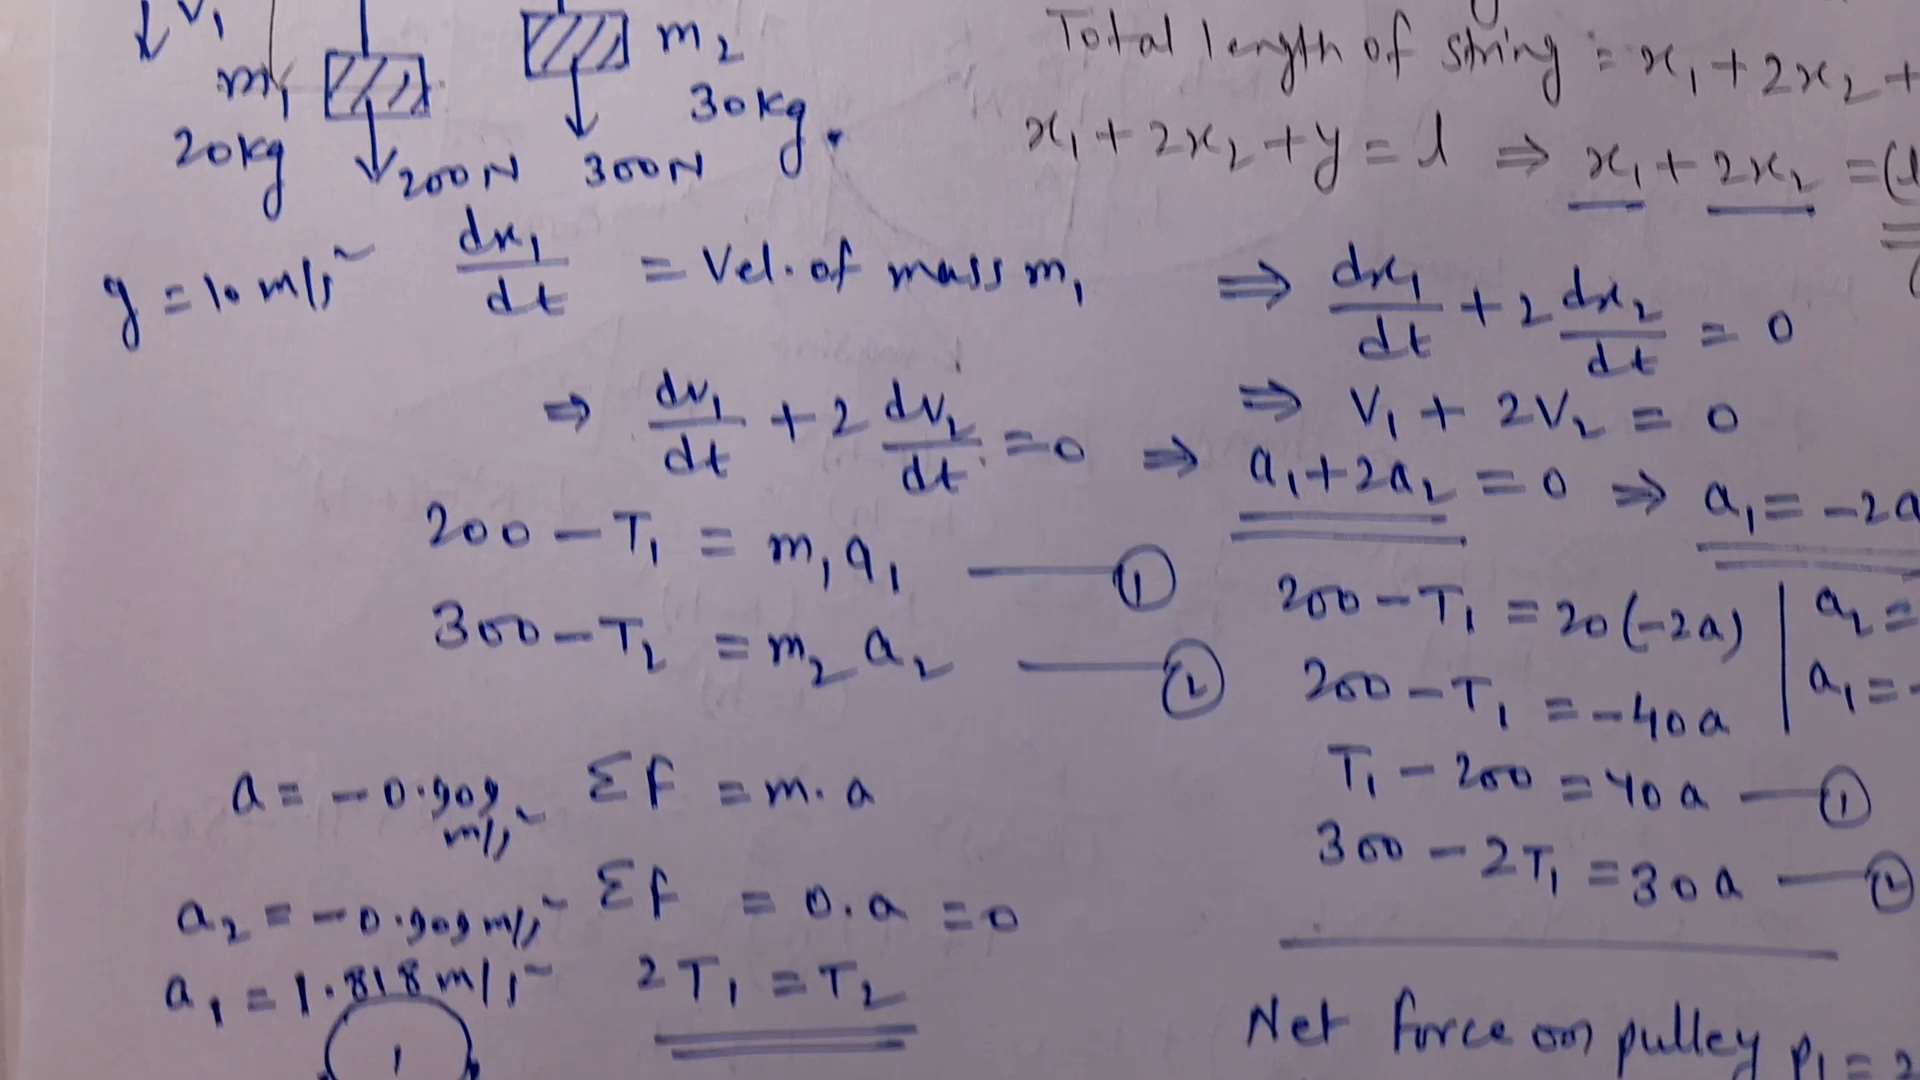 V₁
m₁
20kg
200N
m₂
30kg.
300N
Total length of string = x₁ + 2x₂ +
x₁ + 2x₂ + y = l ⇒ x₁ + 2x₂ = (l
g = 10 m/s² dx₁/dt = Vel. of mass m₁
⇒ dx₁/dt + 2 dx₂/dt = 0
⇒ V₁ + 2V₂ = 0
⇒ dv₁/dt + 2 dv₂/dt = 0 ⇒ a₁ + 2a₂ = 0 ⇒ a₁ = -2a
200 - T₁ = m₁a₁ — ①
300 - T₂ = m₂a₂ — ②
200 - T₁ = 20(-2a)
200 - T₁ = -40a
a₂ =
a₁ = -
T₁ - 200 = 40a — ①
300 - 2T₁ = 30a — ②
a = -0.909 m/s²
ΣF = m.a
a₂ = -0.909 m/s²
ΣF = 0.a = 0
a₁ = 1.818 m/s²
2T₁ = T₂
1
Net force on pulley P₁ = 2